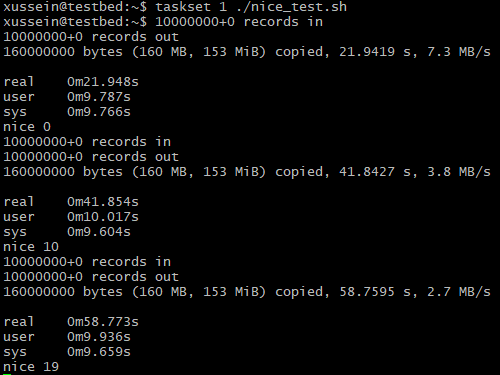 xussein@testbed:~$ taskset 1 ./nice_test.sh
xussein@testbed:~$ 10000000+0 records in
10000000+0 records out
160000000 bytes (160 MB, 153 MiB) copied, 21.9419 s, 7.3 MB/s
real 0m21.948s
user 0m9.787s
sys 0m9.766s
nice 0
10000000+0 records in
10000000+0 records out
160000000 bytes (160 MB, 153 MiB) copied, 41.8427 s, 3.8 MB/s
real 0m41.854s
user 0m10.017s
sys 0m9.604s
nice 10
10000000+0 records in
10000000+0 records out
160000000 bytes (160 MB, 153 MiB) copied, 58.7595 s, 2.7 MB/s
real 0m58.773s
user 0m9.936s
sys 0m9.659s
nice 19